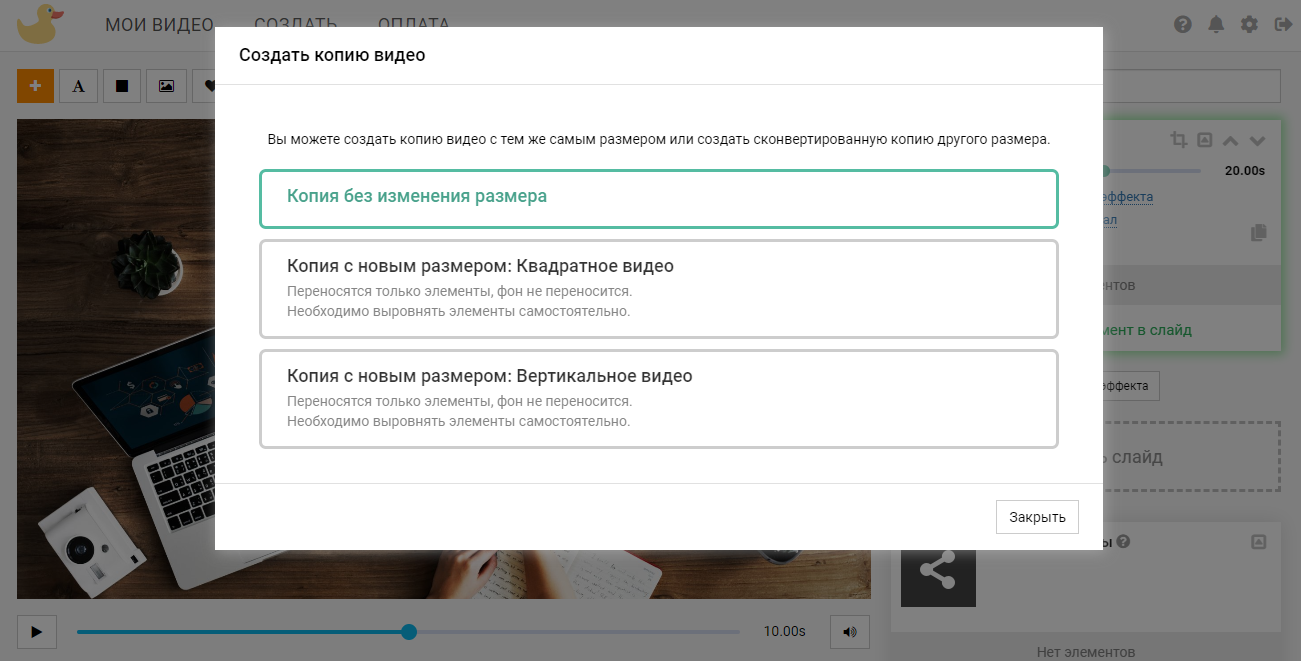 МОИ ВИДЕО
СОЗДАТЬ
ОПЛАТА
A
Создать копию видео
Вы можете создать копию видео с тем же самым размером или создать сконвертированную копию другого размера.
Копия без изменения размера
Копия с новым размером: Квадратное видео
Переносятся только элементы, фон не переносится.
Необходимо выровнять элементы самостоятельно.
Копия с новым размером: Вертикальное видео
Переносятся только элементы, фон не переносится.
Необходимо выровнять элементы самостоятельно.
Закрыть
20.00s
эффекта
ал
нтов
мент в слайд
эффекта
слайд
ы
10.00s
Нет элементов